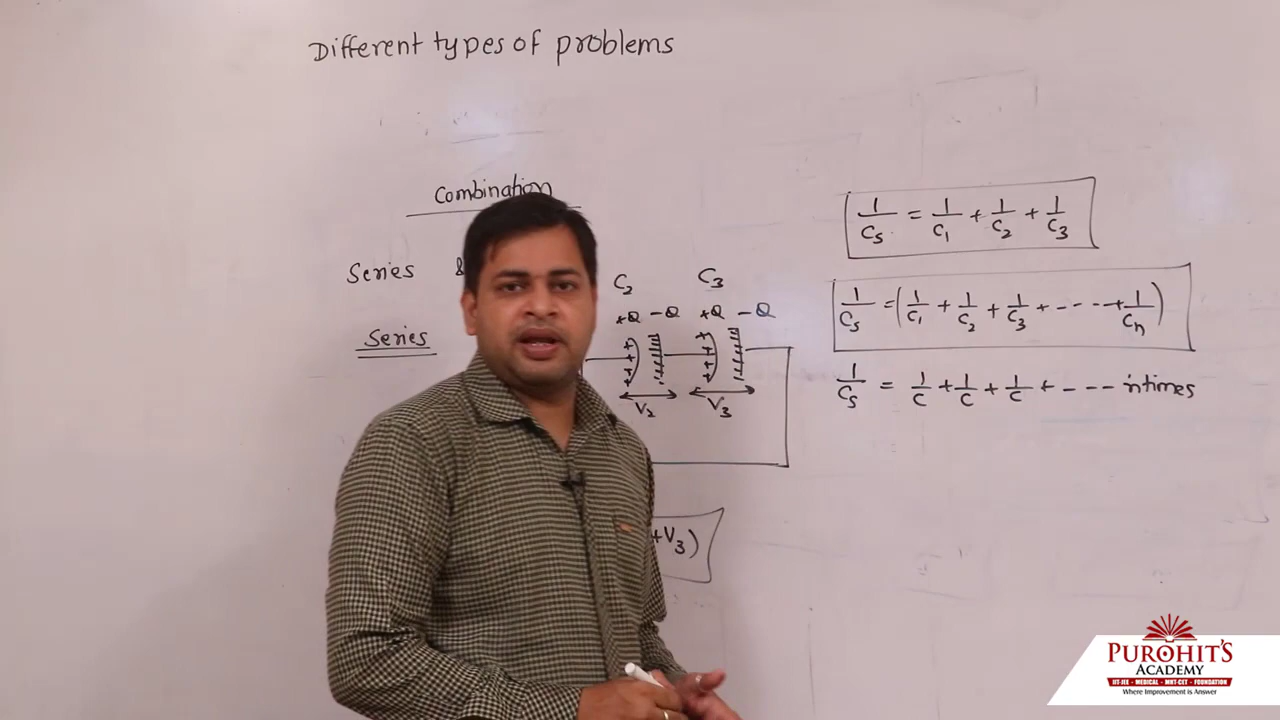 Different types of problems
Combination
Series &
Series
C2 C3
+Q -Q +Q -Q
V2 V3
+V3)
1/Cs = 1/C1 + 1/C2 + 1/C3
1/Cs = (1/C1 + 1/C2 + 1/C3 + ---- + 1/Cn)
1/Cs = 1/C + 1/C + 1/C + ---- 'n'times
PUROHIT'S
ACADEMY
IIT-JEE - MEDICAL - MHT-CET - FOUNDATION
Where Improvement is Answer